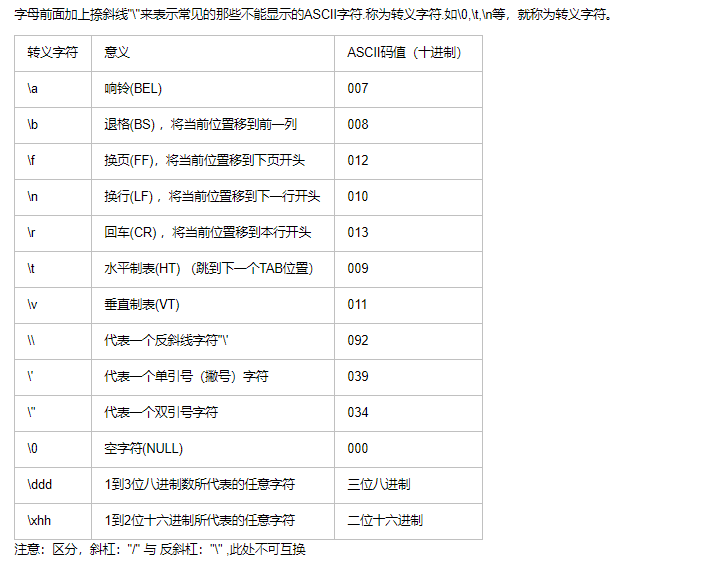 字母前面加上捺斜线"\"来表示常见的那些不能显示的ASCII字符.称为转义字符.如\0,\t,\n等，就称为转义字符。
转义字符 意义 ASCII码值（十进制）
\a 响铃(BEL) 007
\b 退格(BS) ，将当前位置移到前一列 008
\f 换页(FF)，将当前位置移到下页开头 012
\n 换行(LF) ，将当前位置移到下一行开头 010
\r 回车(CR) ，将当前位置移到本行开头 013
\t 水平制表(HT) （跳到下一个TAB位置） 009
\v 垂直制表(VT) 011
\\ 代表一个反斜线字符"\' 092
\' 代表一个单引号（撇号）字符 039
\" 代表一个双引号字符 034
\0 空字符(NULL) 000
\ddd 1到3位八进制数所代表的任意字符 三位八进制
\xhh 1到2位十六进制所代表的任意字符 二位十六进制
注意：区分，斜杠："/" 与 反斜杠："\" ,此处不可互换